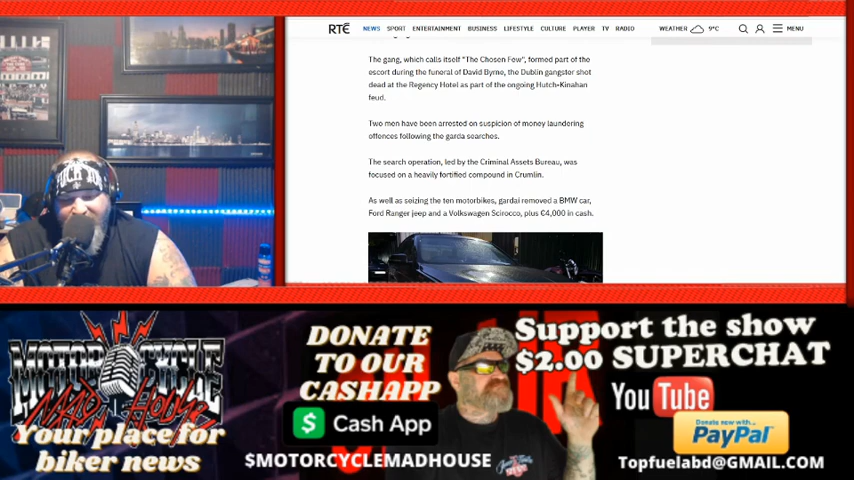 RTÉ NEWS SPORT ENTERTAINMENT BUSINESS LIFESTYLE CULTURE PLAYER TV RADIO WEATHER 9°C MENU
The gang, which calls itself "The Chosen Few", formed part of the
escort during the funeral of David Byrne, the Dublin gangster shot
dead at the Regency Hotel as part of the ongoing Hutch-Kinahan
feud.
Two men have been arrested on suspicion of money laundering
offences following the garda searches.
The search operation, led by the Criminal Assets Bureau, was
focused on a heavily fortified compound in Crumlin.
As well as seizing the ten motorbikes, gardaí removed a BMW car,
Ford Ranger jeep and a Volkswagen Scirocco, plus €4,000 in cash.
MOTORCYCLE
MADHOUSE
Your place for
biker news
DONATE
TO OUR
CASHAPP
$ Cash App
$MOTORCYCLEMADHOUSE
Support the show
$2.00 SUPERCHAT
YouTube
Donate now with...
PayPal
Topfuelabd@GMAIL.COM